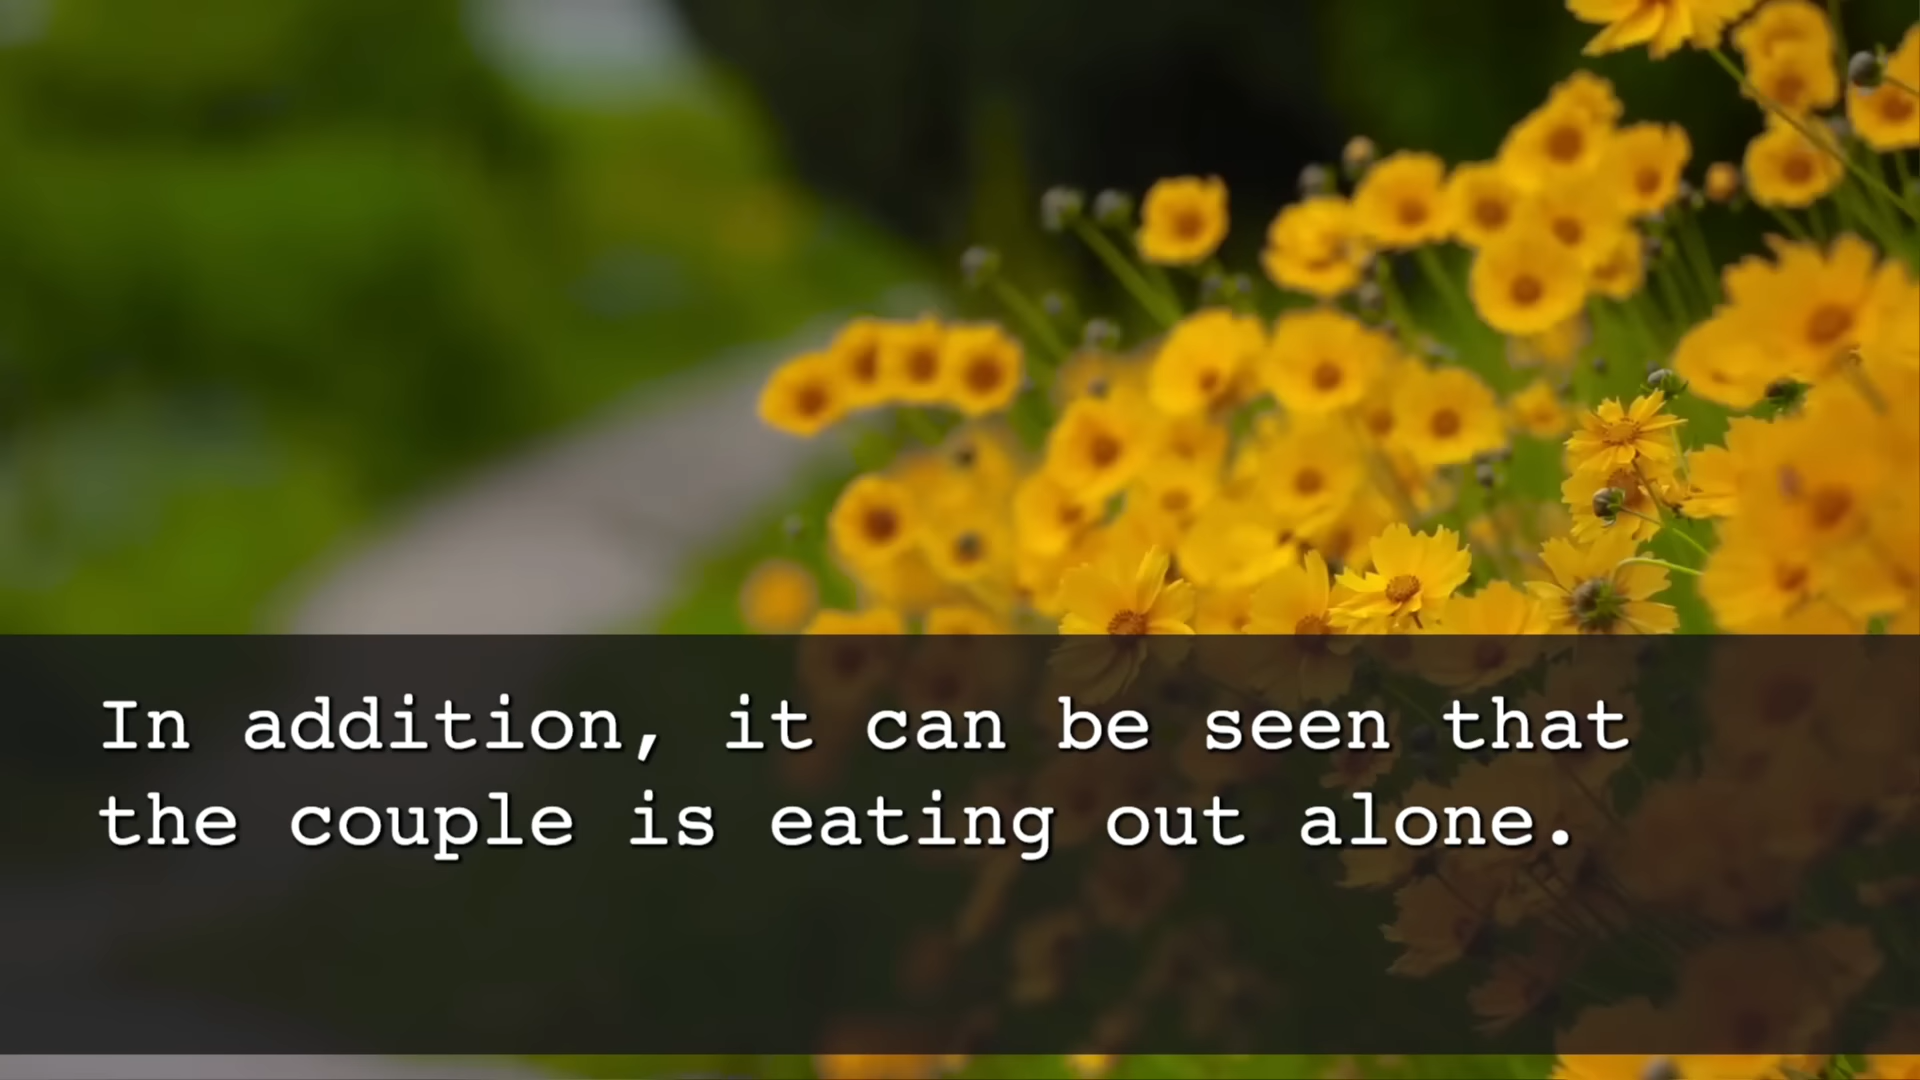 In addition, it can be seen that
the couple is eating out alone.